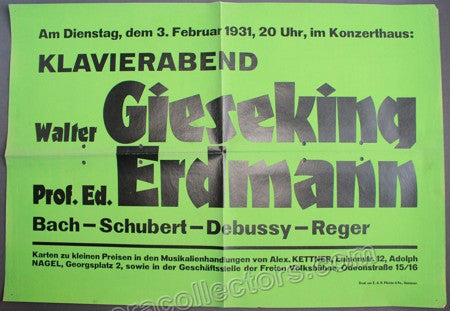 Am Dienstag, dem 3. Februar 1931, 20 Uhr, im Konzerthaus:
KLAVIERABEND
Walter Gieseking
Prof. Ed. Erdmann
Bach – Schubert – Debussy – Reger
Karten zu kleinen Preisen in den Musikalienhandlungen von Alex. KETTNER, Luisenstr. 12, Adolph
NAGEL, Georgsplatz 2, sowie in der Geschäftsstelle der Freien Volksbühne, Odeonstraße 15/16